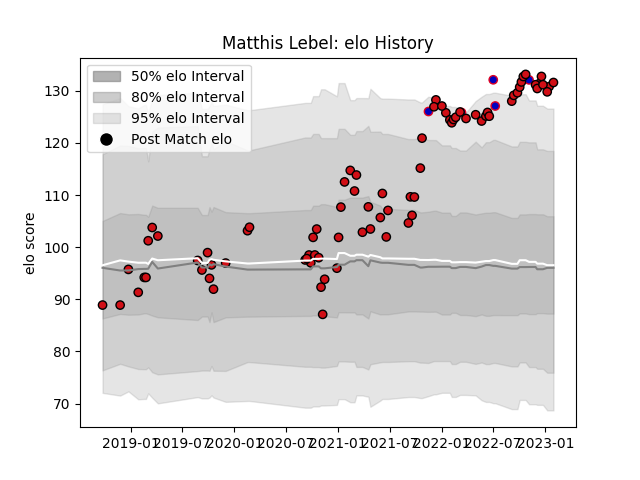 Matthis Lebel: elo History
50% elo Interval
80% elo Interval
95% elo Interval
Post Match elo
elo score
130
120
110
100
90
80
70
2019-01 2019-07 2020-01 2020-07 2021-01 2021-07 2022-01 2022-07 2023-01